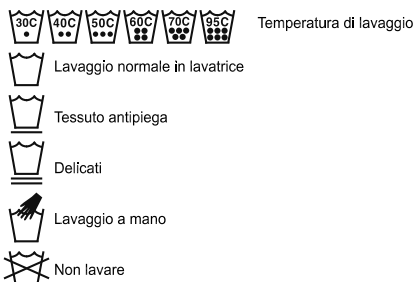 30C 40C 50C 60C 70C 95C Temperatura di lavaggio
Lavaggio normale in lavatrice
Tessuto antipiega
Delicati
Lavaggio a mano
Non lavare